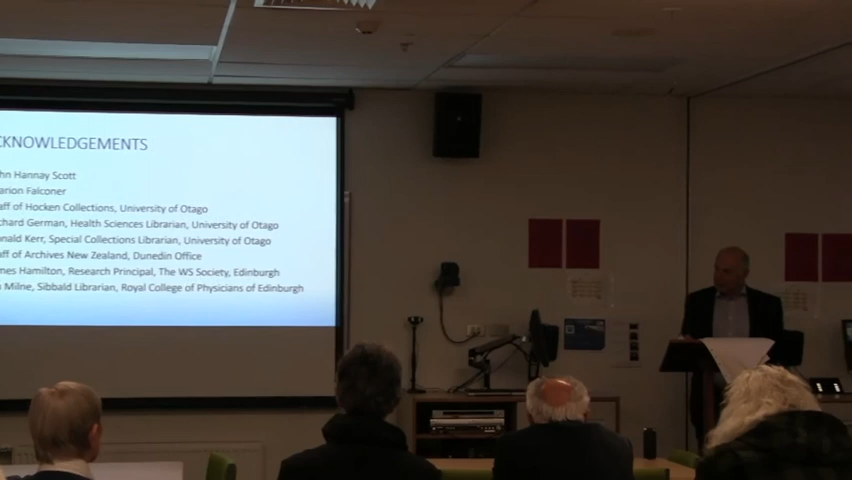 CKNOWLEDGEMENTS
hn Hannay Scott
arion Falconer
aff of Hocken Collections, University of Otago
chard German, Health Sciences Librarian, University of Otago
onald Kerr, Special Collections Librarian, University of Otago
aff of Archives New Zealand, Dunedin Office
mes Hamilton, Research Principal, The WS Society, Edinburgh
n Milne, Sibbald Librarian, Royal College of Physicians of Edinburgh